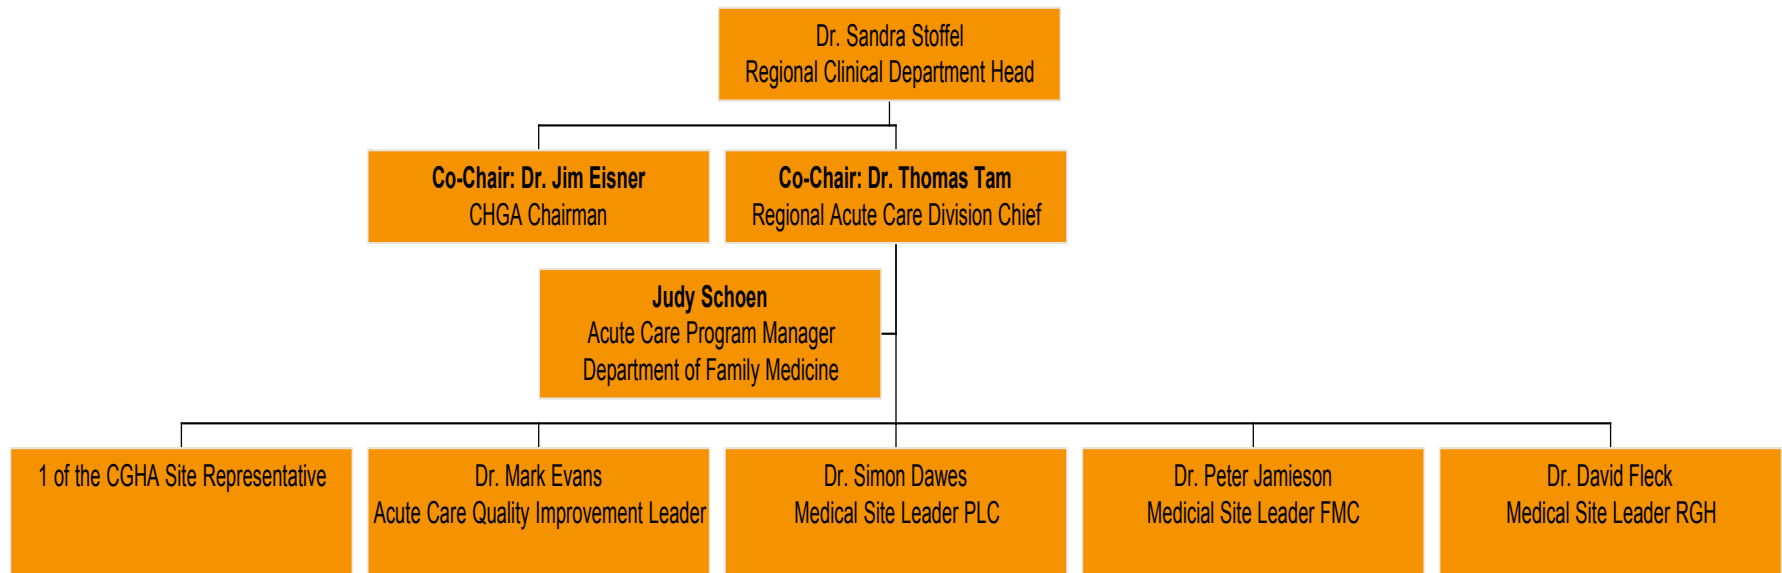 Dr. Sandra Stoffel
Regional Clinical Department Head
Co-Chair: Dr. Jim Eisner
CHGA Chairman
Co-Chair: Dr. Thomas Tam
Regional Acute Care Division Chief
Judy Schoen
Acute Care Program Manager
Department of Family Medicine
1 of the CGHA Site Representative
Dr. Mark Evans
Acute Care Quality Improvement Leader
Dr. Simon Dawes
Medical Site Leader PLC
Dr. Peter Jamieson
Medicial Site Leader FMC
Dr. David Fleck
Medical Site Leader RGH